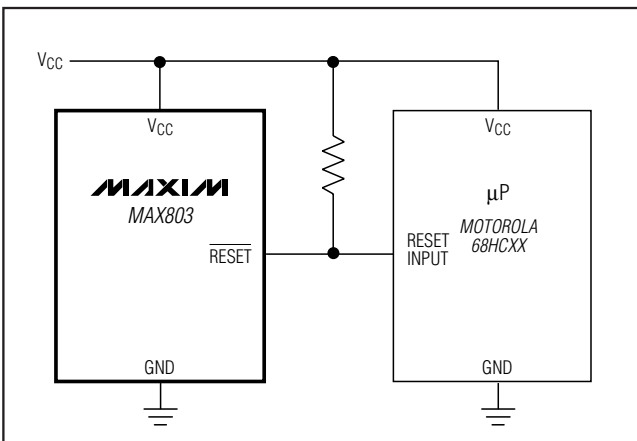 VCC
VCC
MAXIM
MAX803
RESET
GND
VCC
μP
MOTOROLA
68HCXX
RESET
INPUT
GND